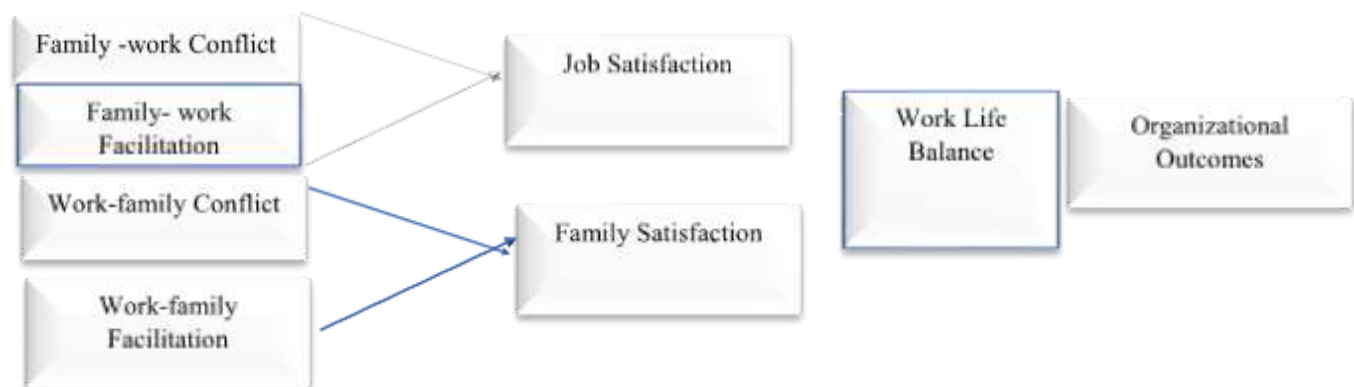 Family -work Conflict
Family- work
Facilitation
Work-family Conflict
Work-family
Facilitation
Job Satisfaction
Family Satisfaction
Work Life
Balance
Organizational
Outcomes